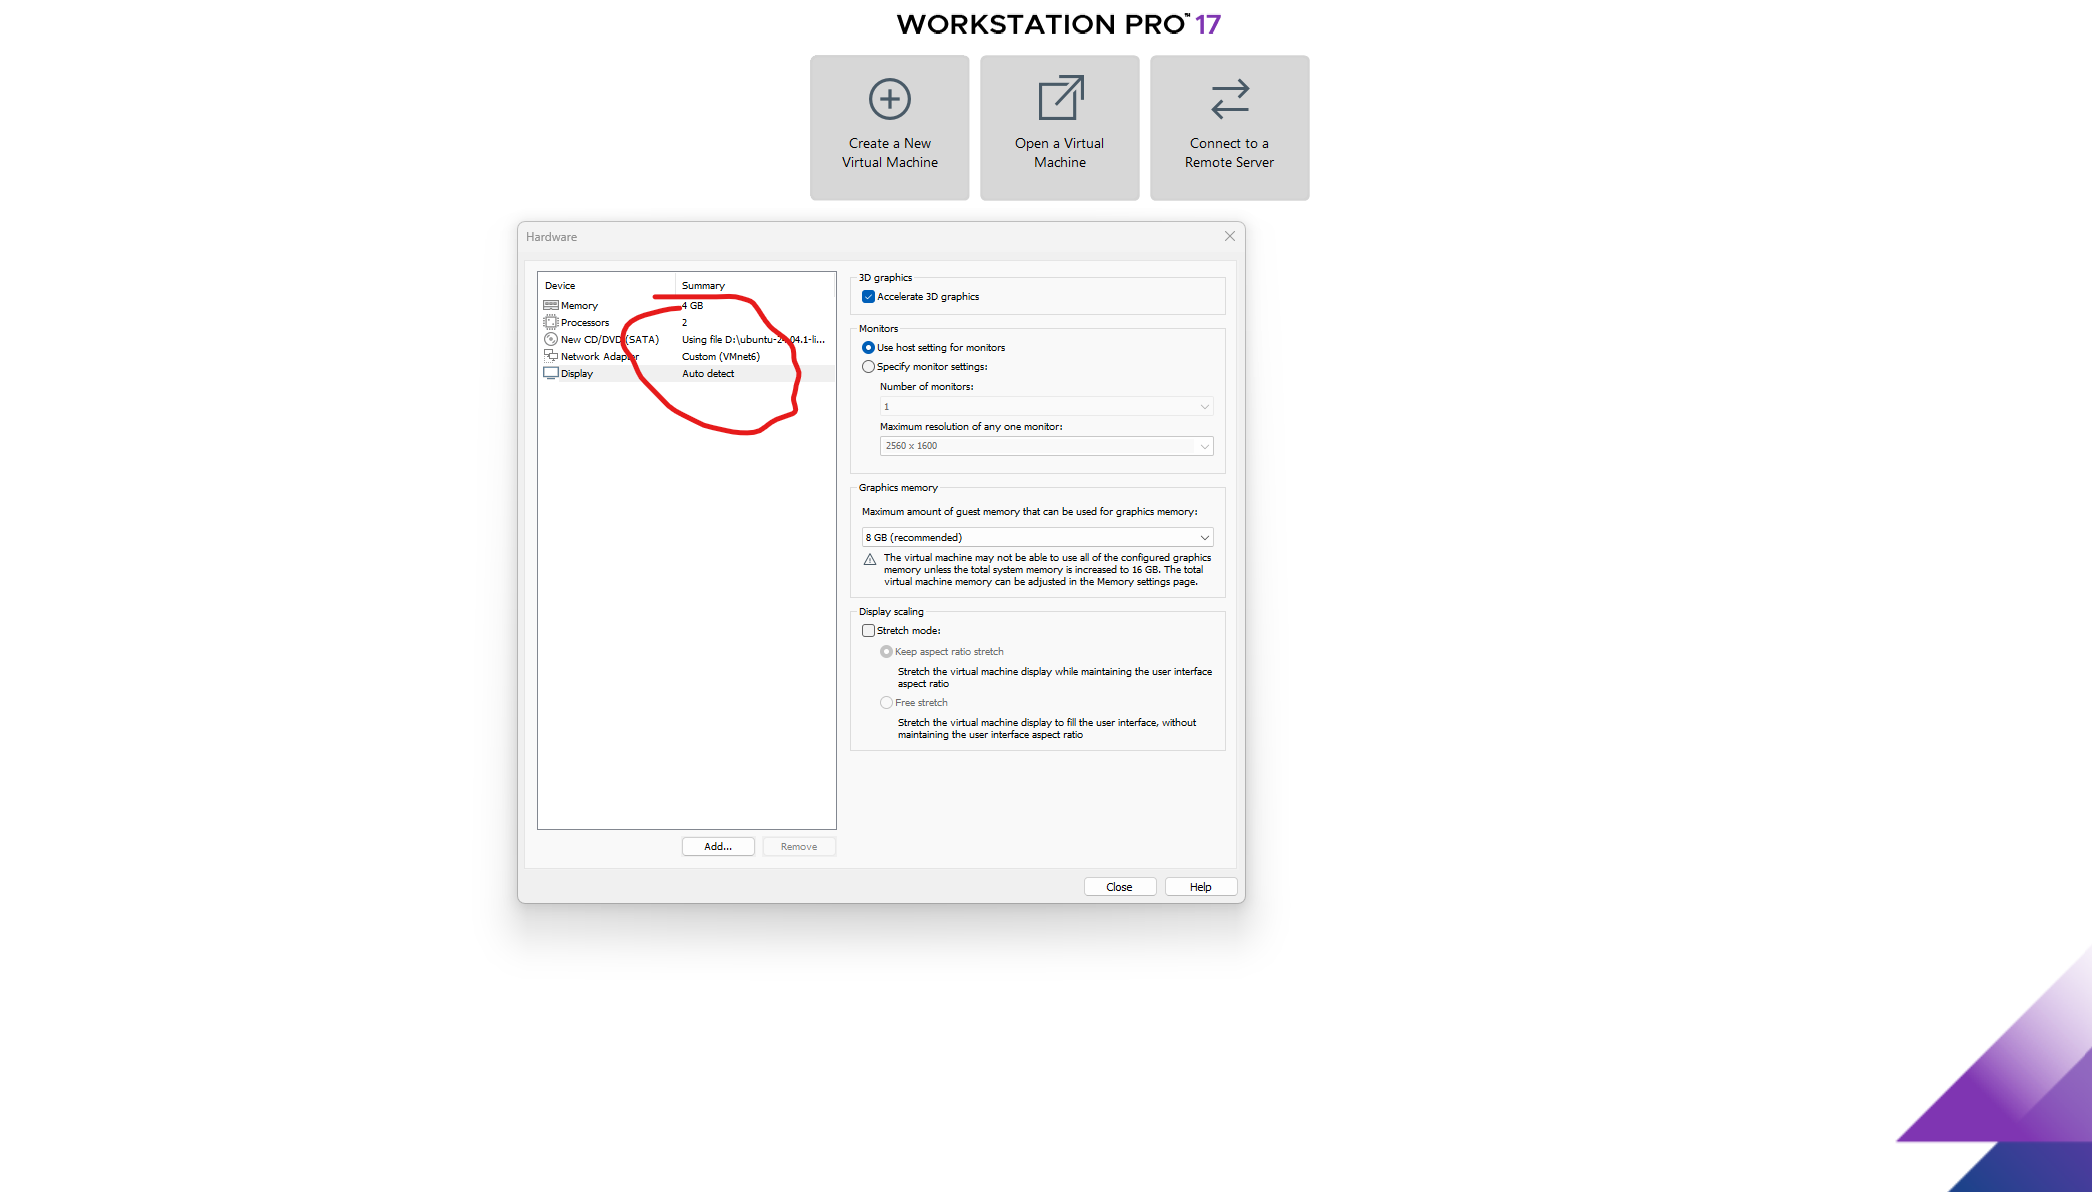 WORKSTATION PRO™ 17
Create a New
Virtual Machine
Open a Virtual
Machine
Connect to a
Remote Server
Hardware
Device Summary
Memory 4 GB
Processors 2
New CD/DVD (SATA) Using file D:\ubuntu-24.04.1-li...
Network Adapter Custom (VMnet6)
Display Auto detect
Add...
Remove
3D graphics
Accelerate 3D graphics
Monitors
Use host setting for monitors
Specify monitor settings:
Number of monitors:
1
Maximum resolution of any one monitor:
2560 x 1600
Graphics memory
Maximum amount of guest memory that can be used for graphics memory:
8 GB (recommended)
The virtual machine may not be able to use all of the configured graphics
memory unless the total system memory is increased to 16 GB. The total
virtual machine memory can be adjusted in the Memory settings page.
Display scaling
Stretch mode:
Keep aspect ratio stretch
Stretch the virtual machine display while maintaining the user interface
aspect ratio
Free stretch
Stretch the virtual machine display to fill the user interface, without
maintaining the user interface aspect ratio
Close
Help